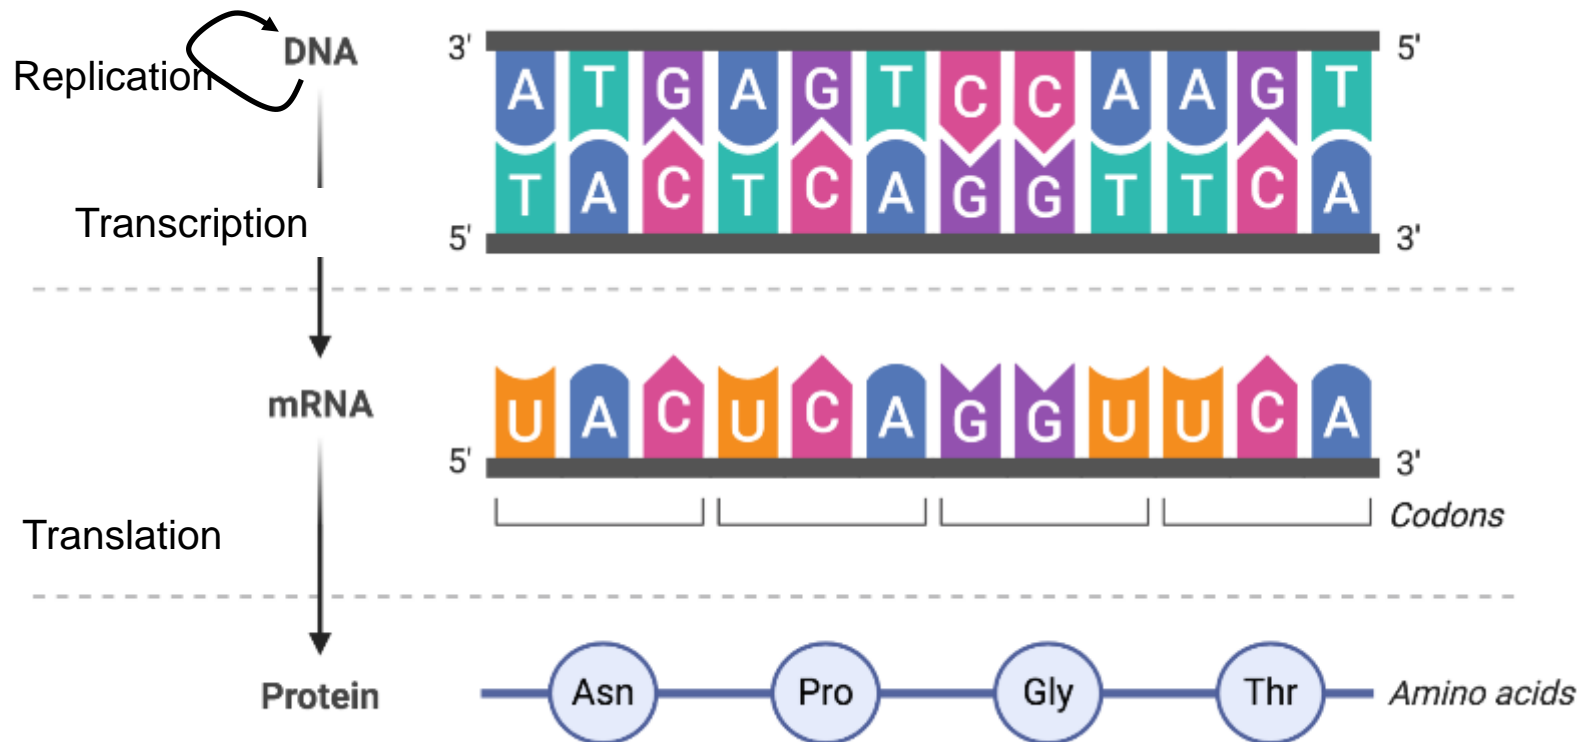 DNA
Replication
3' 5'
A T G A G T C C A A G T
T A C T C A G G T T C A
5' 3'
Transcription
mRNA
U A C U C A G G U U C A
5' 3'
Codons
Translation
Protein
Asn Pro Gly Thr Amino acids